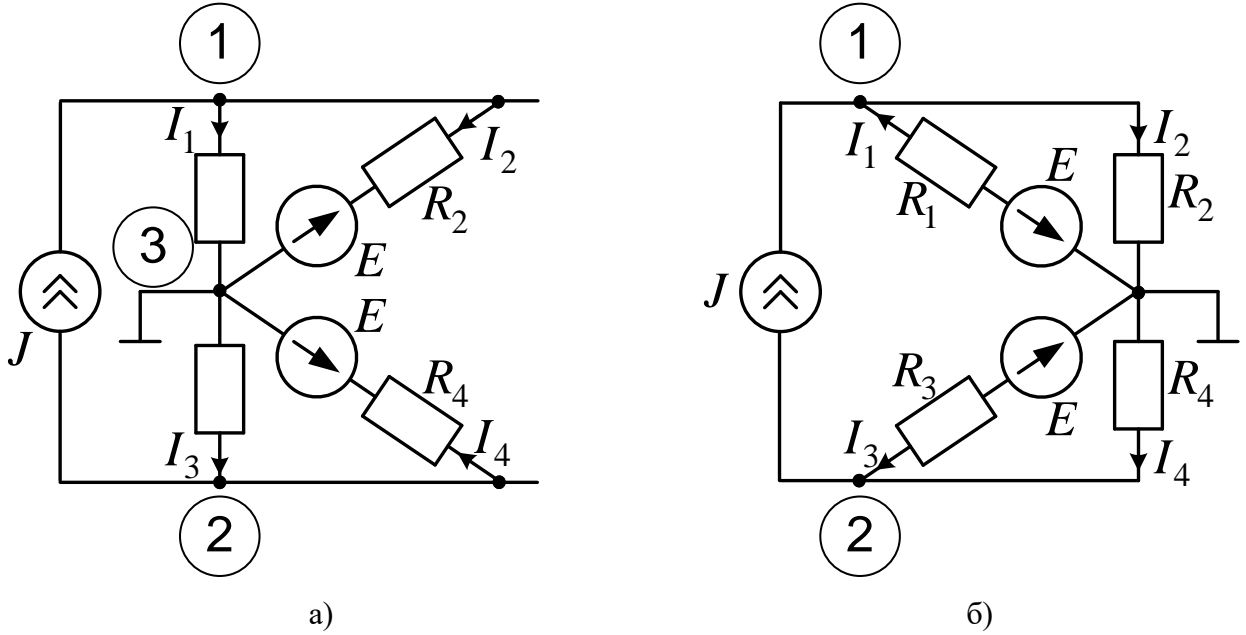 1 1
I₁ I₂ I₁ E I₂
R₂ R₁ R₂
3 E
J E J
R₄ R₃ R₄
I₃ I₄ I₃ E I₄
2 2
а) б)